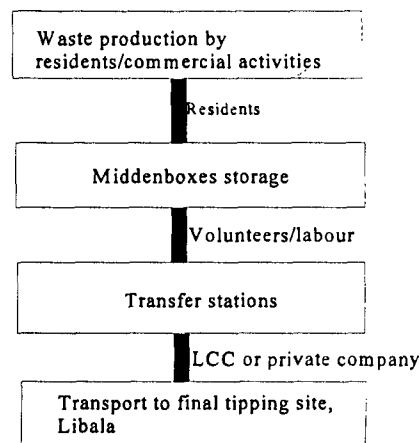 Waste production by
residents/commercial activities
Residents
Middenboxes storage
Volunteers/labour
Transfer stations
LCC or private company
Transport to final tipping site,
Libala